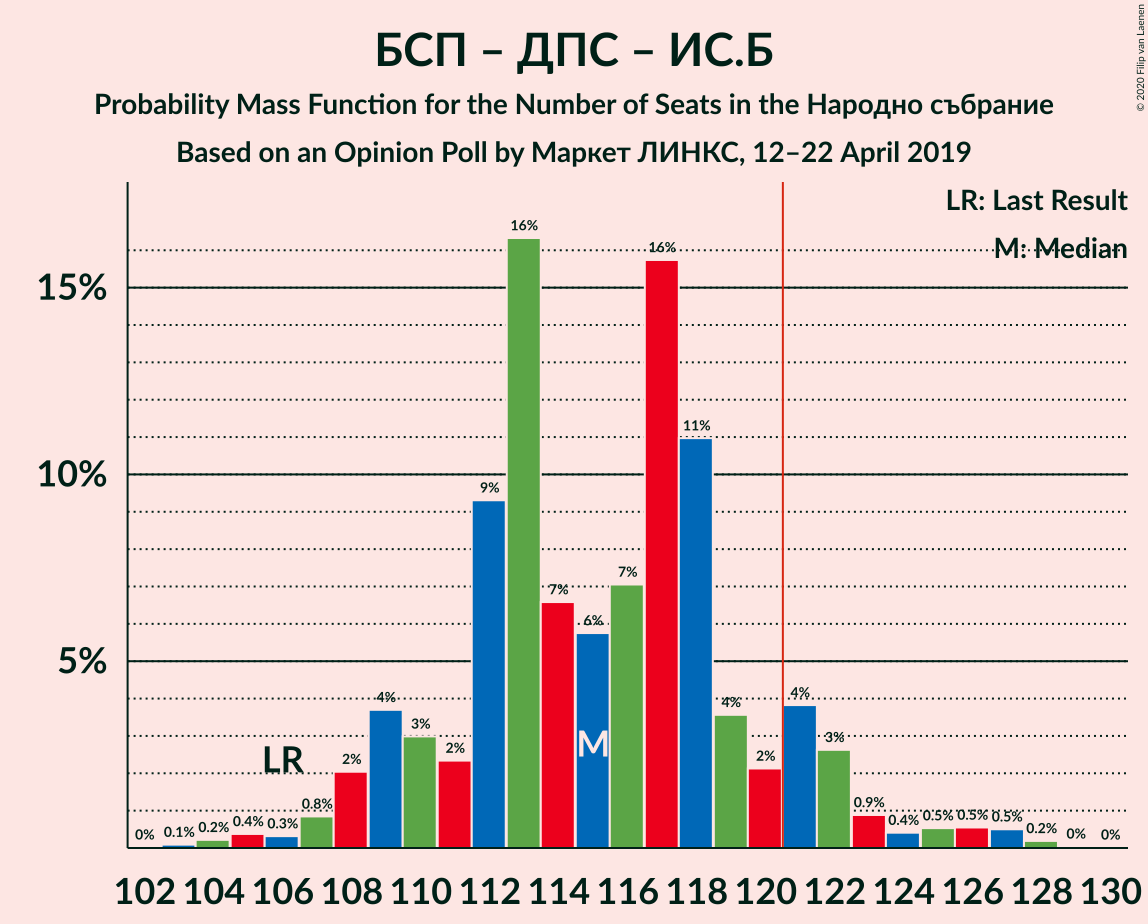 БСП – ДПС – ИС.Б
Probability Mass Function for the Number of Seats in the Народно събрание
Based on an Opinion Poll by Маркет ЛИНКС, 12–22 April 2019
© 2020 Filip van Laenen
LR: Last Result
M: Median
15%
10%
5%
0% 0.1% 0.2% 0.4% 0.3% 0.8% 2% 4% 3% 2% 9% 16% 7% 6% 7% 16% 11% 4% 2% 4% 3% 0.9% 0.4% 0.5% 0.5% 0.5% 0.2% 0% 0%
LR
M
102 104 106 108 110 112 114 116 118 120 122 124 126 128 130